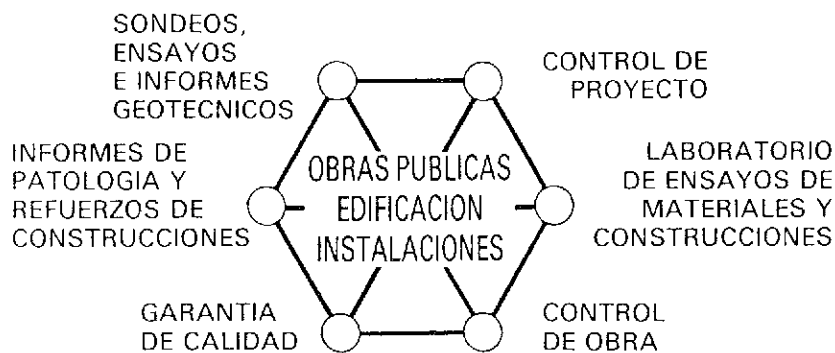 SONDEOS,
ENSAYOS
E INFORMES
GEOTECNICOS
CONTROL DE
PROYECTO
INFORMES DE
PATOLOGIA Y
REFUERZOS DE
CONSTRUCCIONES
OBRAS PUBLICAS
EDIFICACION
INSTALACIONES
LABORATORIO
DE ENSAYOS DE
MATERIALES Y
CONSTRUCCIONES
GARANTIA
DE CALIDAD
CONTROL
DE OBRA